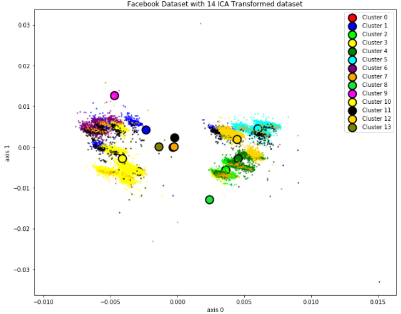 Facebook Dataset with 14 ICA Transformed dataset
0.03
0.02
0.01
0.00
−0.01
−0.02
−0.03
axis 1
−0.010
−0.005
0.000
0.005
0.010
0.015
axis 0
Cluster 0
Cluster 1
Cluster 2
Cluster 3
Cluster 4
Cluster 5
Cluster 6
Cluster 7
Cluster 8
Cluster 9
Cluster 10
Cluster 11
Cluster 12
Cluster 13